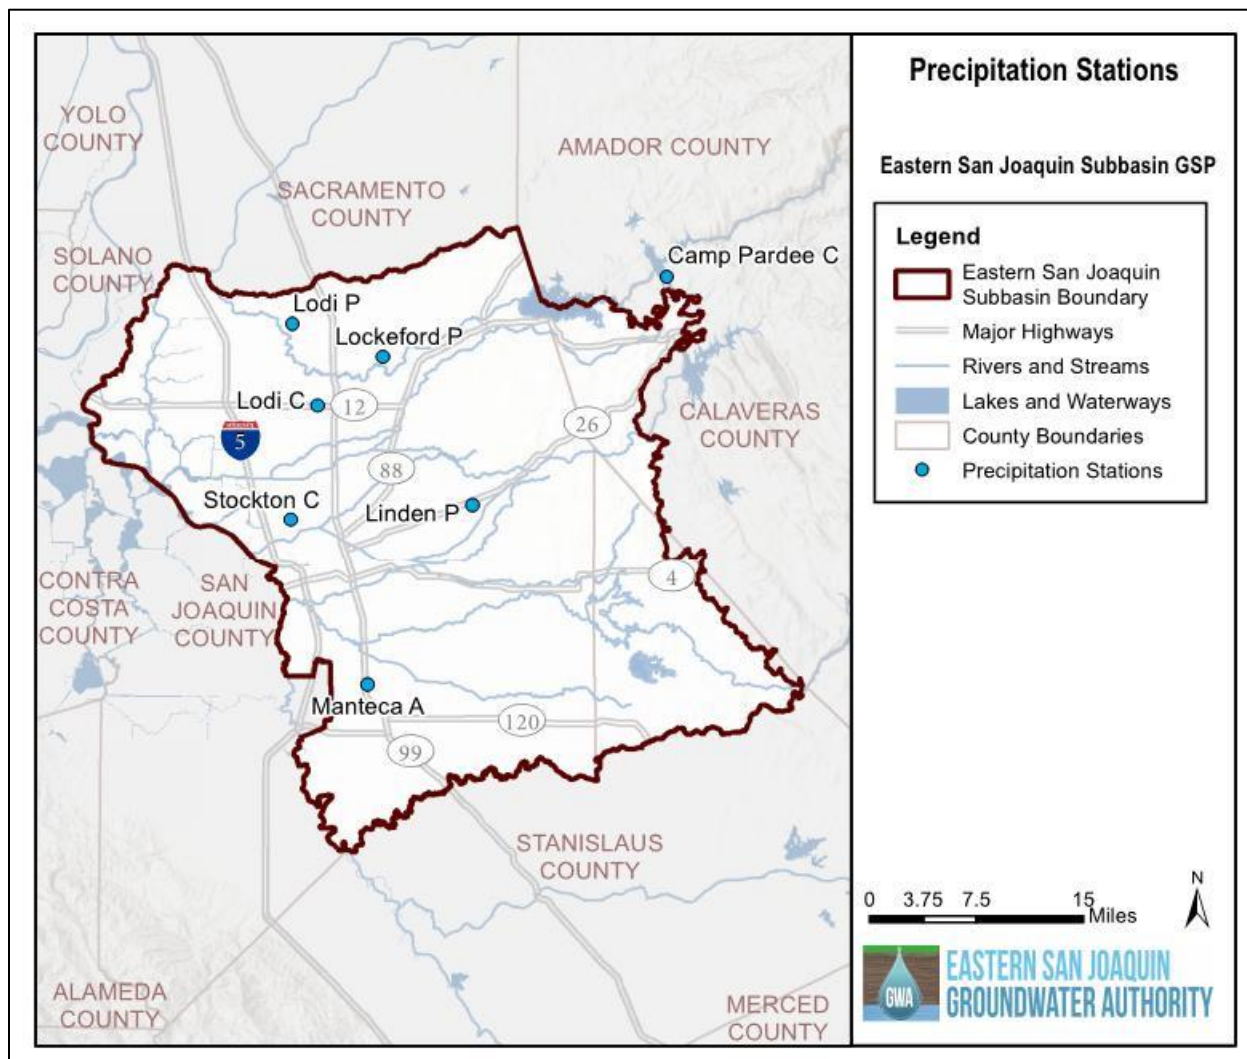 YOLO
COUNTY
AMADOR COUNTY
SACRAMENTO
COUNTY
SOLANO
COUNTY
Camp Pardee C
Lodi P
Lockeford P
Lodi C
12
5
26
CALAVERAS
COUNTY
88
Stockton C
Linden P
CONTRA
COSTA
COUNTY
SAN
JOAQUIN
COUNTY
4
Manteca A
120
99
STANISLAUS
COUNTY
ALAMEDA
COUNTY
MERCED
COUNTY
Precipitation Stations
Eastern San Joaquin Subbasin GSP
Legend
Eastern San Joaquin
Subbasin Boundary
Major Highways
Rivers and Streams
Lakes and Waterways
County Boundaries
Precipitation Stations
N
0 3.75 7.5 15
Miles
GWA
EASTERN SAN JOAQUIN
GROUNDWATER AUTHORITY